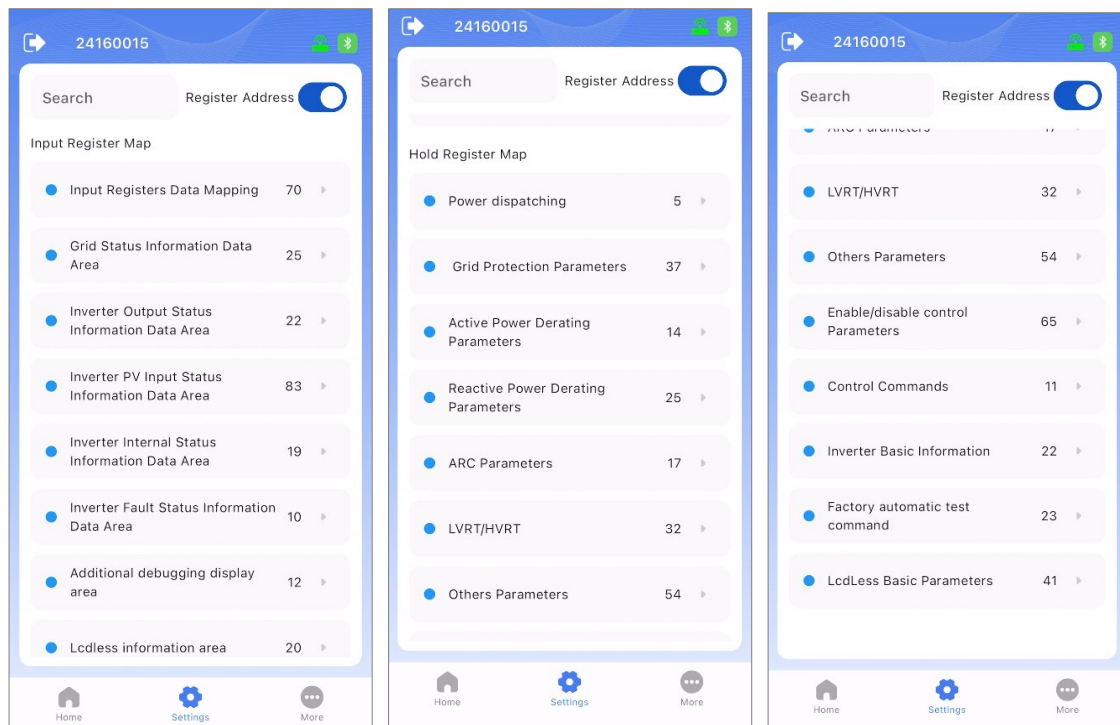 24160015
Search
Register Address
Input Register Map
Input Registers Data Mapping 70
Grid Status Information Data
Area
25
Inverter Output Status
Information Data Area
22
Inverter PV Input Status
Information Data Area
83
Inverter Internal Status
Information Data Area
19
Inverter Fault Status Information
Data Area
10
Additional debugging display
area
12
Lcdless information area 20
Home
Settings
More
24160015
Search
Register Address
Hold Register Map
Power dispatching 5
Grid Protection Parameters 37
Active Power Derating
Parameters
14
Reactive Power Derating
Parameters
25
ARC Parameters 17
LVRT/HVRT 32
Others Parameters 54
Home
Settings
More
24160015
Search
Register Address
ARC Parameters 17
LVRT/HVRT 32
Others Parameters 54
Enable/disable control
Parameters
65
Control Commands 11
Inverter Basic Information 22
Factory automatic test
command
23
LcdLess Basic Parameters 41
Home
Settings
More